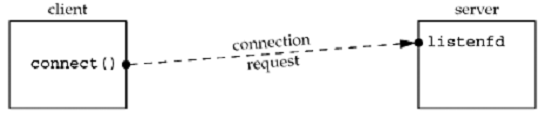 client
server
connect()
connection
request
listenfd